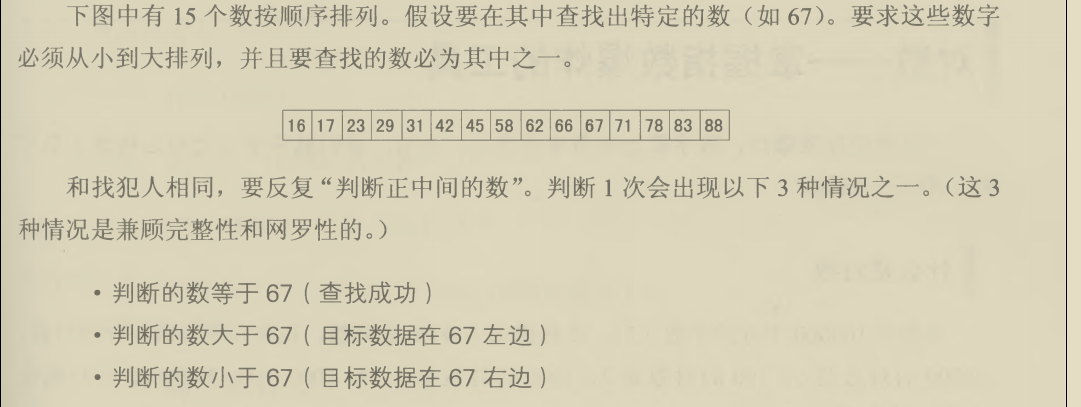 下图中有 15 个数按顺序排列。假设要在其中查找出特定的数（如 67）。要求这些数字
必须从小到大排列，并且要查找的数必为其中之一。
16 17 23 29 31 42 45 58 62 66 67 71 78 83 88
和找犯人相同，要反复“判断正中间的数”。判断 1 次会出现以下 3 种情况之一。（这 3
种情况是兼顾完整性和网罗性的。）
• 判断的数等于 67（查找成功）
• 判断的数大于 67（目标数据在 67 左边）
• 判断的数小于 67（目标数据在 67 右边）